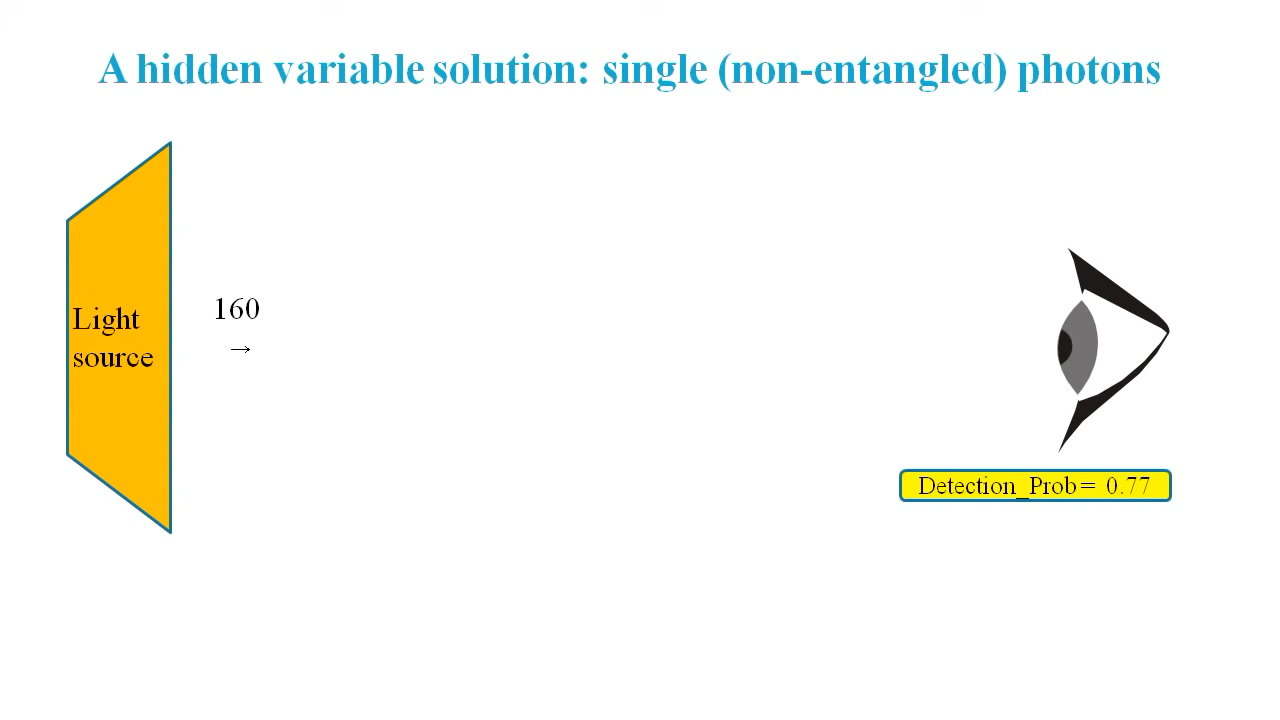 A hidden variable solution: single (non-entangled) photons
Light
source
160
→
Detection_Prob = 0.77